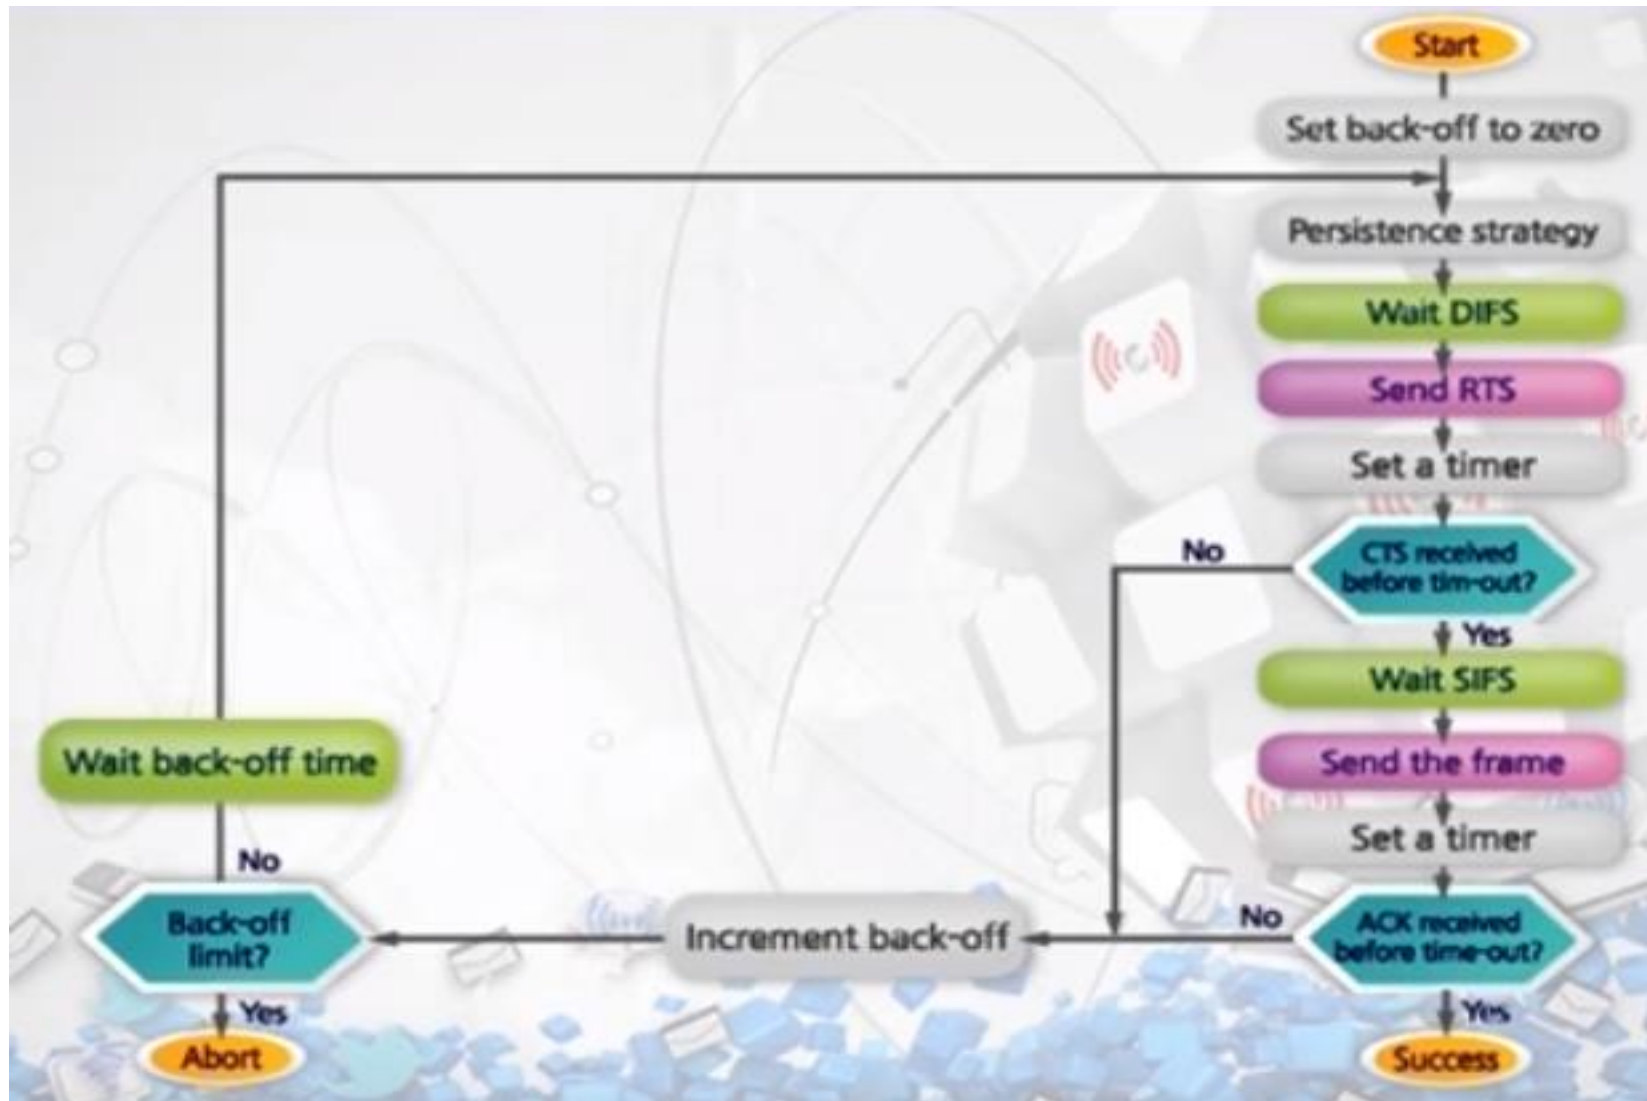 Start
Set back-off to zero
Persistence strategy
Wait DIFS
Send RTS
Set a timer
No
CTS received
before tim-out?
Yes
Wait SIFS
Wait back-off time
Send the frame
Set a timer
No
Back-off
limit?
Increment back-off
No
ACK received
before time-out?
Yes
Yes
Abort
Success